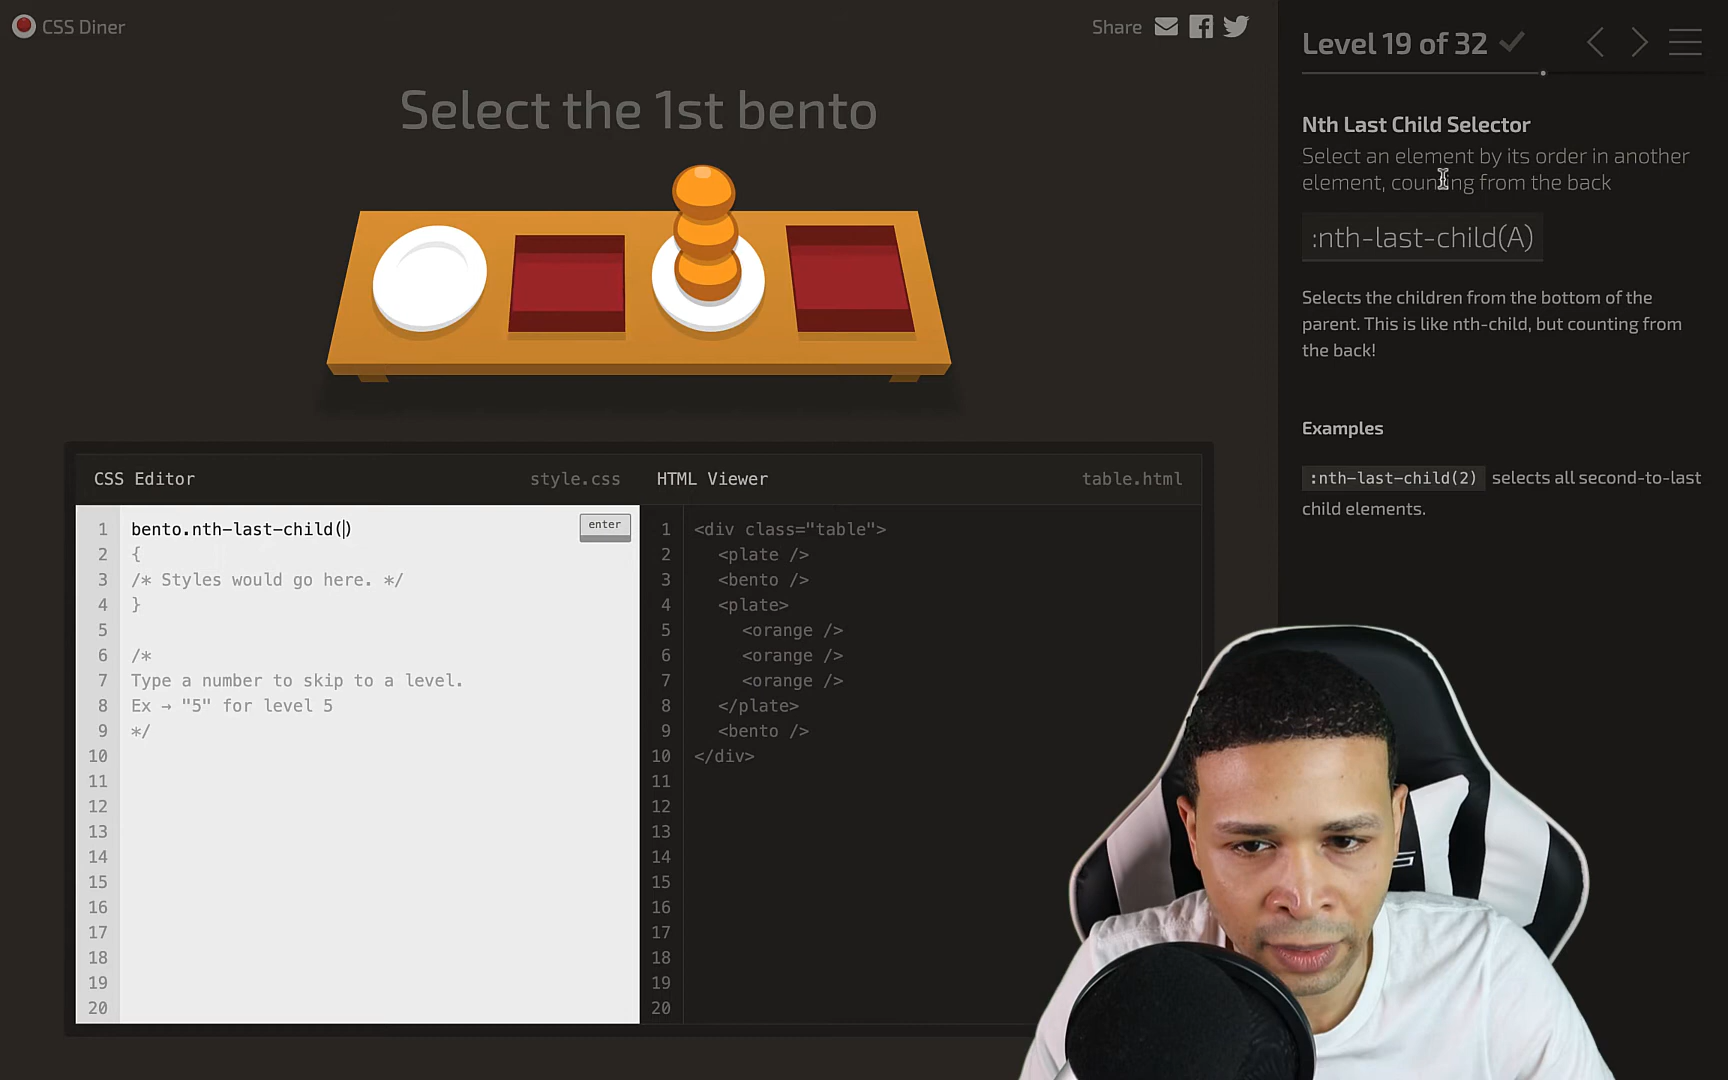 CSS Diner
Share
Level 19 of 32
Select the 1st bento
Nth Last Child Selector
Select an element by its order in another
element, counting from the back
:nth-last-child(A)
Selects the children from the bottom of the
parent. This is like nth-child, but counting from
the back!
Examples
:nth-last-child(2) selects all second-to-last
child elements.
CSS Editor style.css
1 bento.nth-last-child()
2 {
3 /* Styles would go here. */
4 }
5
6 /*
7 Type a number to skip to a level.
8 Ex → "5" for level 5
9 */
10
11
12
13
14
15
16
17
18
19
20
enter
HTML Viewer table.html
1 <div class="table">
2 <plate />
3 <bento />
4 <plate>
5 <orange />
6 <orange />
7 <orange />
8 </plate>
9 <bento />
10 </div>
11
12
13
14
15
16
17
18
19
20